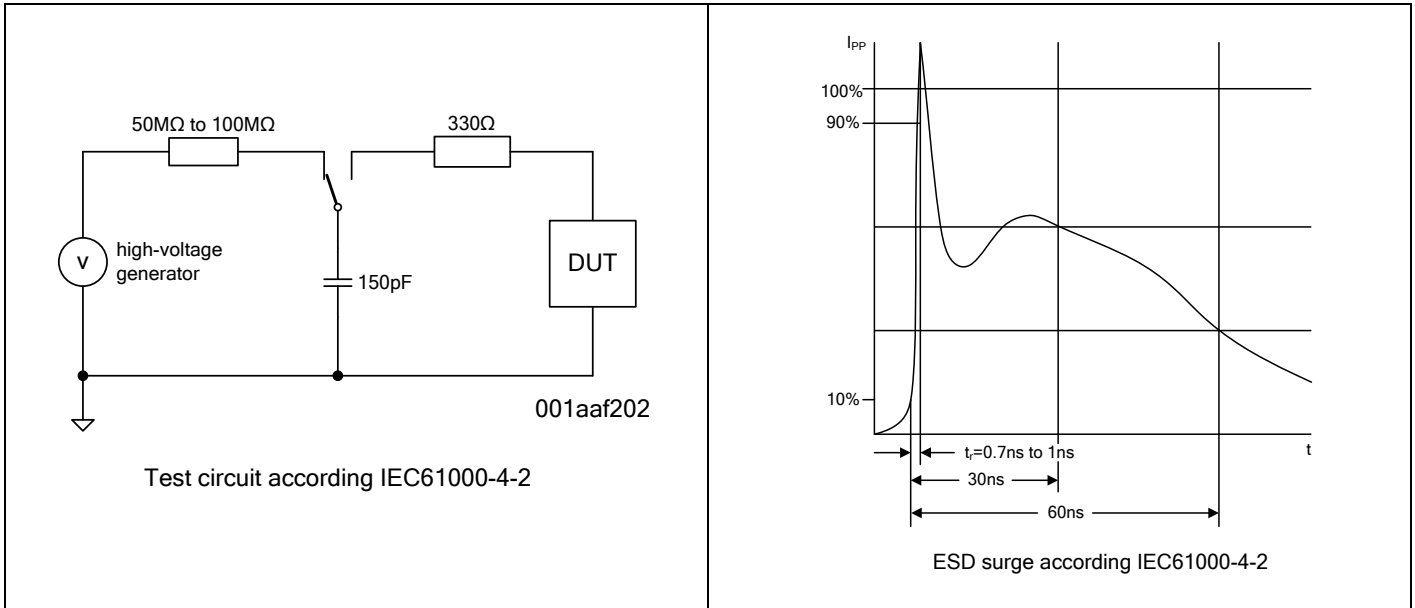 50MΩ to 100MΩ
330Ω
V
high-voltage
generator
150pF
DUT
001aaf202
Test circuit according IEC61000-4-2
IPP
100%
90%
10%
t
tr=0.7ns to 1ns
30ns
60ns
ESD surge according IEC61000-4-2